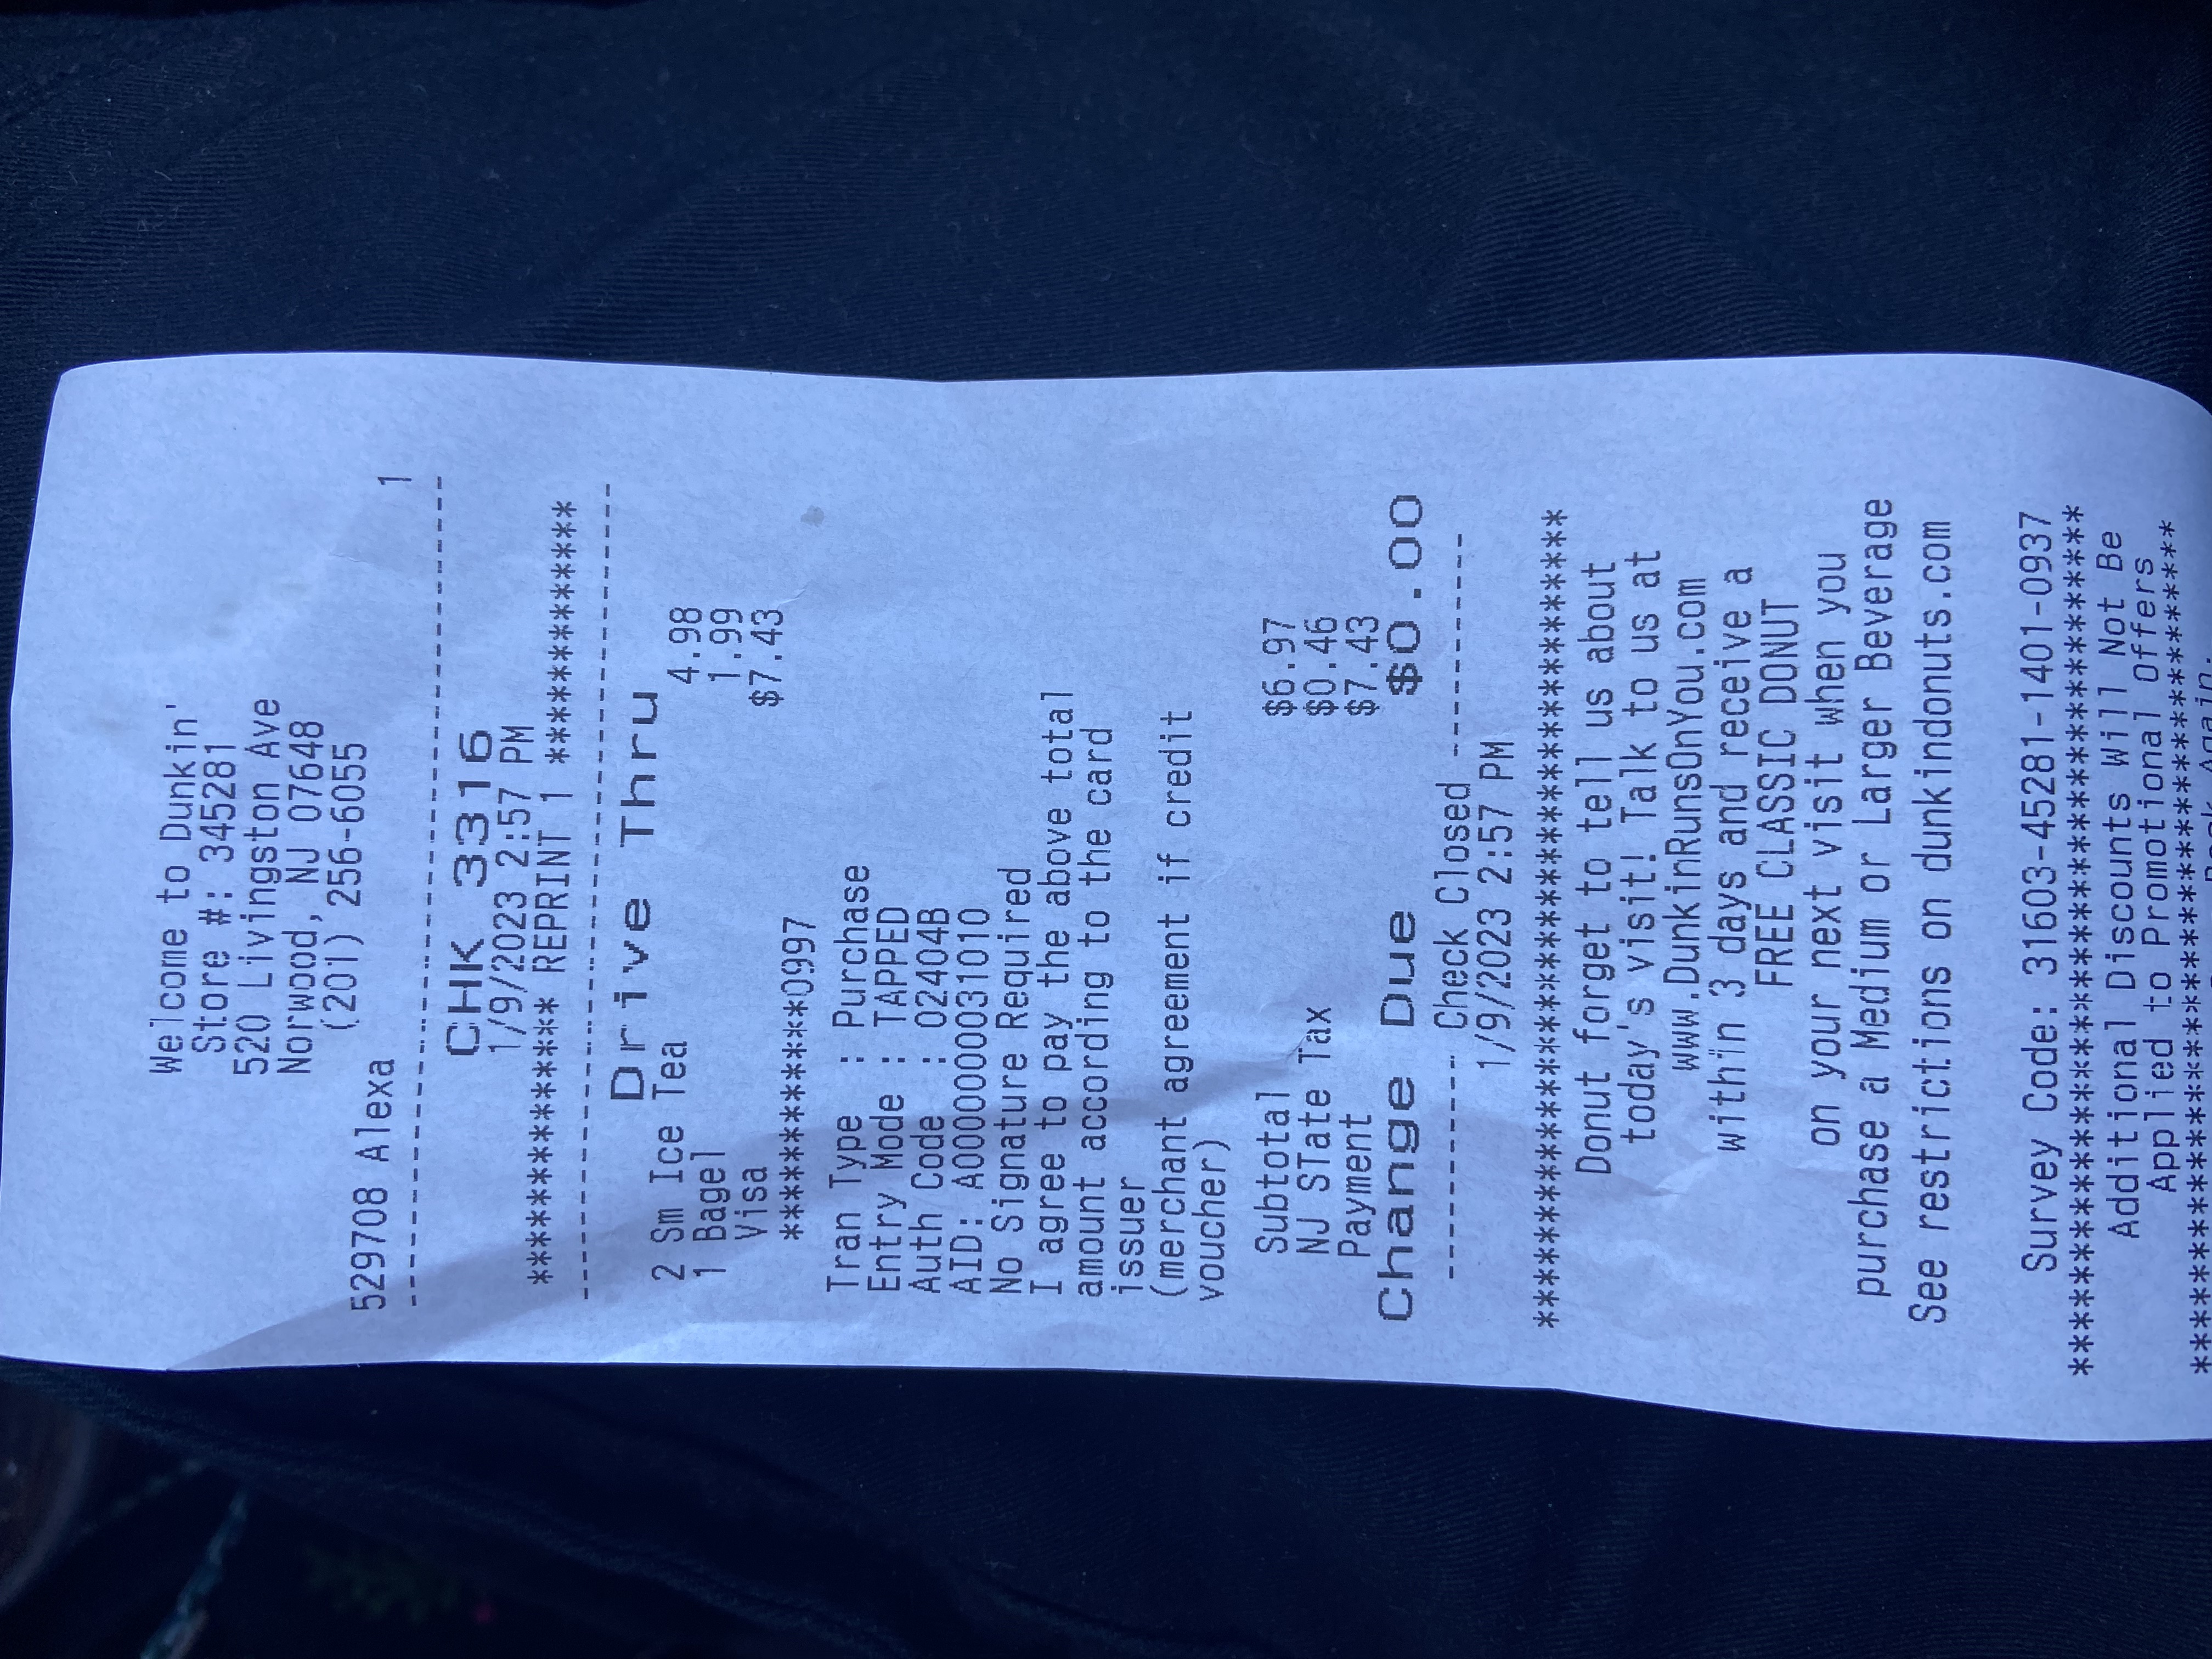 Welcome to Dunkin'
Store #: 345281
520 Livingston Ave
Norwood, NJ 07648
(201) 256-6055
529708 Alexa 1
----------------------------------------
CHK 3316
1/9/2023 2:57 PM
************** REPRINT 1 *************
----------------------------------------
Drive Thru
2 Sm Ice Tea 4.98
1 Bagel 1.99
Visa $7.43
************0997
Tran Type : Purchase
Entry Mode : TAPPED
Auth Code : 02404B
AID: A0000000031010
No Signature Required
I agree to pay the above total
amount according to the card
issuer
(merchant agreement if credit
voucher)
Subtotal $6.97
NJ STate Tax $0.46
Payment $7.43
Change Due $0.00
----------- Check Closed -----------
1/9/2023 2:57 PM
***************************************
Donut forget to tell us about
today's visit! Talk to us at
www.DunkinRunsOnYou.com
within 3 days and receive a
FREE CLASSIC DONUT
on your next visit when you
purchase a Medium or Larger Beverage
See restrictions on dunkindonuts.com
Survey Code: 31603-45281-1401-0937
***************************************
Additional Discounts Will Not Be
Applied to Promotional Offers
***************************************
Back Again.